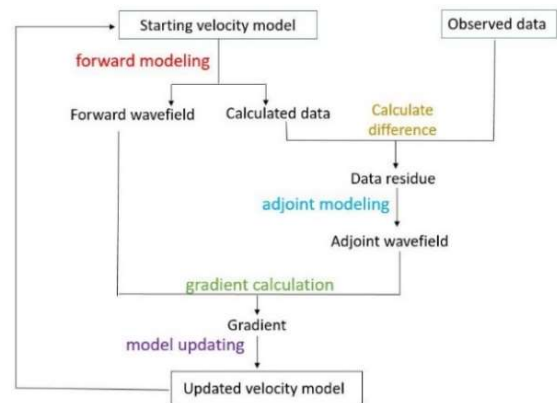 Starting velocity model
Observed data
forward modeling
Forward wavefield
Calculated data
Calculate
difference
Data residue
adjoint modeling
Adjoint wavefield
gradient calculation
Gradient
model updating
Updated velocity model